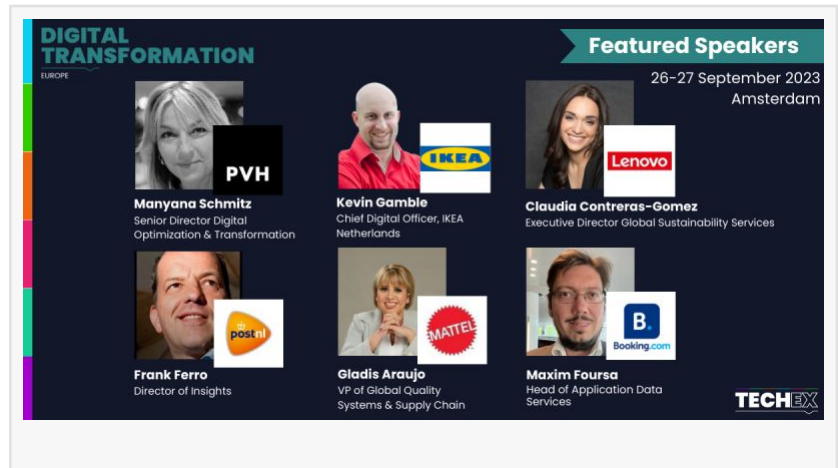 DIGITAL
TRANSFORMATION
EUROPE
Featured Speakers
26-27 September 2023
Amsterdam
PVH
Manyana Schmitz
Senior Director Digital
Optimization & Transformation
IKEA
Kevin Gamble
Chief Digital Officer, IKEA
Netherlands
Lenovo
Claudia Contreras-Gomez
Executive Director Global Sustainability Services
postnl
Frank Ferro
Director of Insights
MATTEL
Gladis Araujo
VP of Global Quality
Systems & Supply Chain
B.
Booking.com
Maxim Foursa
Head of Application Data
Services
TECHEX